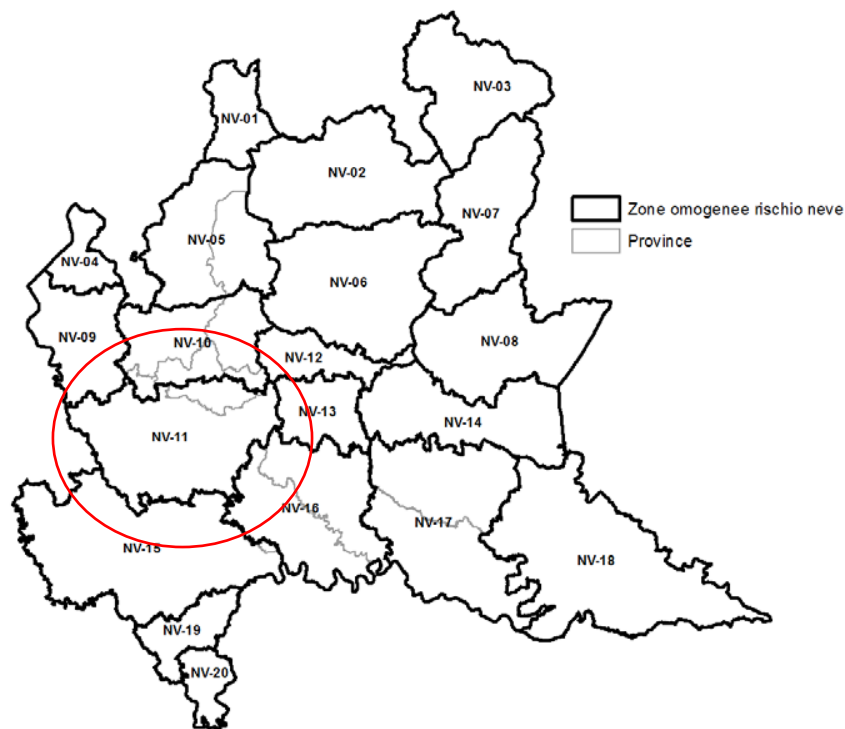 NV-03
NV-01
NV-02
NV-07
Zone omogenee rischio neve
Province
NV-05
NV-04
NV-06
NV-09
NV-10
NV-08
NV-12
NV-13
NV-14
NV-11
NV-16
NV-17
NV-15
NV-18
NV-19
NV-20